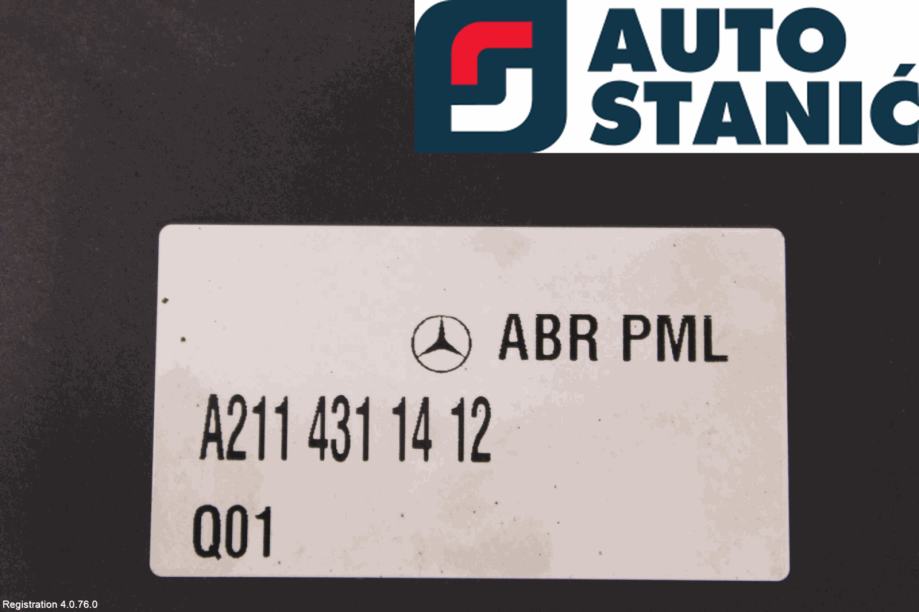 AUTO
STANIĆ
ABR PML
A211 431 14 12
Q01
Registration 4.0.76.0